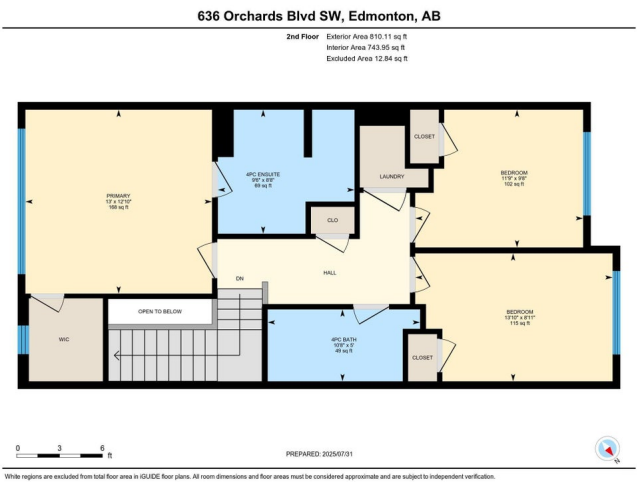 636 Orchards Blvd SW, Edmonton, AB
2nd Floor Exterior Area 810.11 sq ft
Interior Area 743.95 sq ft
Excluded Area 12.84 sq ft
PRIMARY
13' x 12'10"
168 sq ft
4PC ENSUITE
9'6" x 8'8"
69 sq ft
LAUNDRY
CLOSET
BEDROOM
11'9" x 9'8"
102 sq ft
CLO
HALL
DN
OPEN TO BELOW
WIC
4PC BATH
10'8" x 5'
49 sq ft
CLOSET
BEDROOM
13'10" x 8'11"
115 sq ft
0 3 6
ft
PREPARED: 2025/07/31
N
White regions are excluded from total floor area in iGUIDE floor plans. All room dimensions and floor areas must be considered approximate and are subject to independent verification.